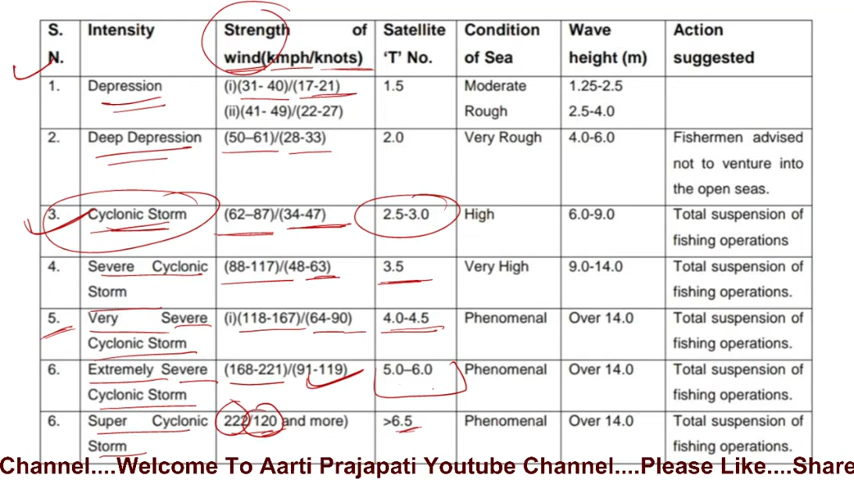 S. N. Intensity Strength of wind(kmph/knots) Satellite ‘T’ No. Condition of Sea Wave height (m) Action suggested
1. Depression (i)(31- 40)/(17-21) 1.5 Moderate 1.25-2.5
(ii)(41- 49)/(22-27) Rough 2.5-4.0
2. Deep Depression (50–61)/(28-33) 2.0 Very Rough 4.0-6.0 Fishermen advised
not to venture into
the open seas.
3. Cyclonic Storm (62–87)/(34-47) 2.5-3.0 High 6.0-9.0 Total suspension of
fishing operations
4. Severe Cyclonic (88-117)/(48-63) 3.5 Very High 9.0-14.0 Total suspension of
Storm fishing operations.
5. Very Severe (i)(118-167)/(64-90) 4.0-4.5 Phenomenal Over 14.0 Total suspension of
Cyclonic Storm fishing operations.
6. Extremely Severe (168-221)/(91-119) 5.0–6.0 Phenomenal Over 14.0 Total suspension of
Cyclonic Storm fishing operations.
6. Super Cyclonic 222/120 and more) >6.5 Phenomenal Over 14.0 Total suspension of
Storm fishing operations.
Channel....Welcome To Aarti Prajapati Youtube Channel....Please Like....Share